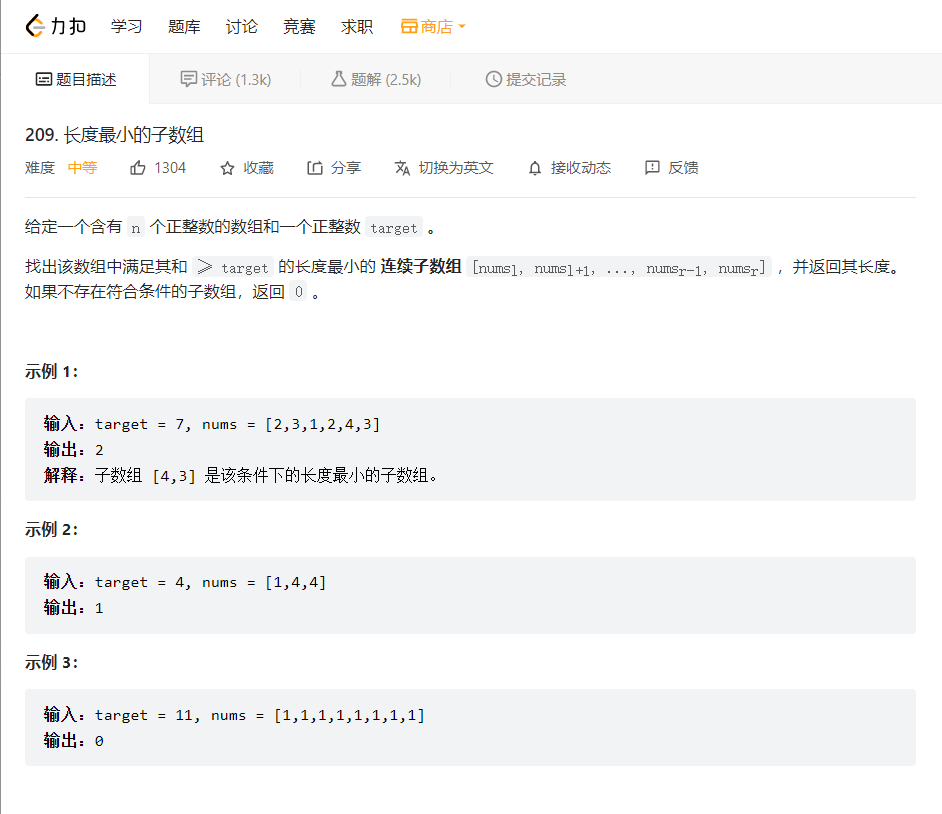 力扣 学习 题库 讨论 竞赛 求职 商店
题目描述 评论 (1.3k) 题解 (2.5k) 提交记录
209. 长度最小的子数组
难度 中等 1304 收藏 分享 切换为英文 接收动态 反馈
给定一个含有 n 个正整数的数组和一个正整数 target 。
找出该数组中满足其和 ≥ target 的长度最小的 连续子数组 [numsl, numsl+1, ..., numsr-1, numsr] ，并返回其长度。
如果不存在符合条件的子数组，返回 0 。
示例 1：
输入：target = 7, nums = [2,3,1,2,4,3]
输出：2
解释：子数组 [4,3] 是该条件下的长度最小的子数组。
示例 2：
输入：target = 4, nums = [1,4,4]
输出：1
示例 3：
输入：target = 11, nums = [1,1,1,1,1,1,1,1]
输出：0